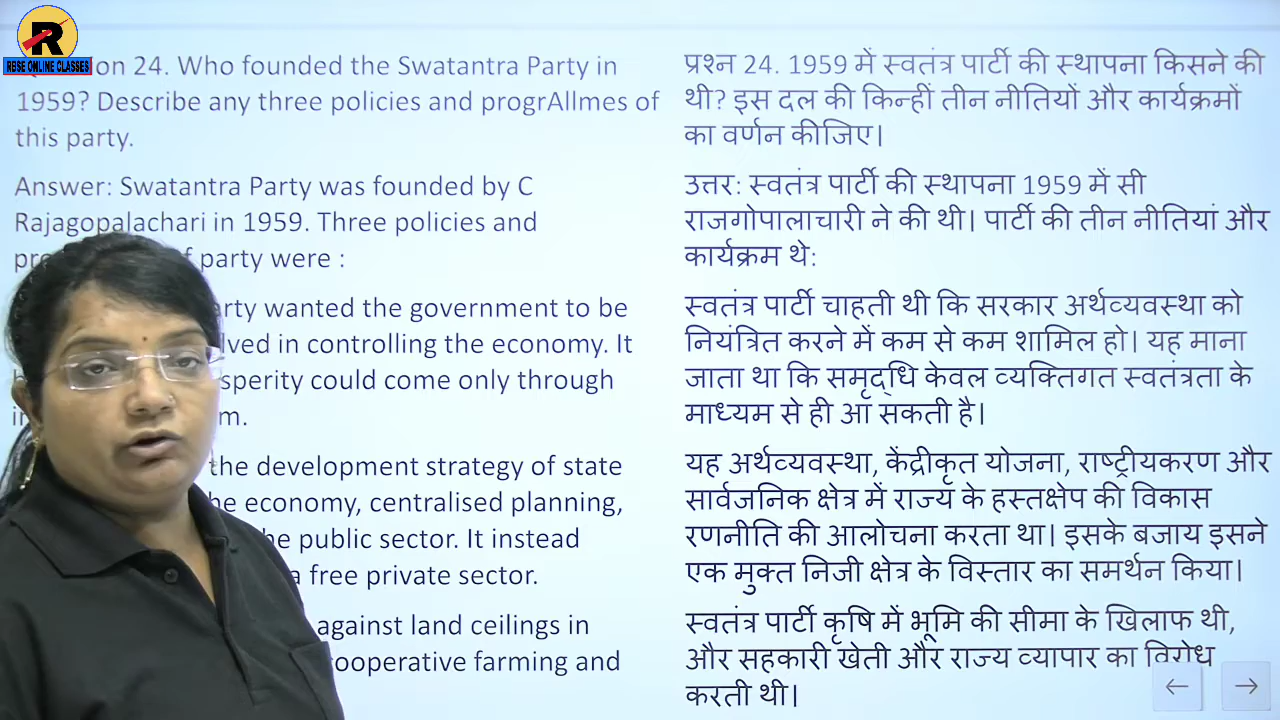 R
RESE ONLINE CLASSES
on 24. Who founded the Swatantra Party in
1959? Describe any three policies and progrAllmes of
this party.
Answer: Swatantra Party was founded by C
Rajagopalachari in 1959. Three policies and
of party were :
arty wanted the government to be
lved in controlling the economy. It
sperity could come only through
the development strategy of state
he economy, centralised planning,
he public sector. It instead
a free private sector.
against land ceilings in
cooperative farming and
प्रश्न 24. 1959 में स्वतंत्र पार्टी की स्थापना किसने की
थी? इस दल की किन्हीं तीन नीतियों और कार्यक्रमों
का वर्णन कीजिए।
उत्तर: स्वतंत्र पार्टी की स्थापना 1959 में सी
राजगोपालाचारी ने की थी। पार्टी की तीन नीतियां और
कार्यक्रम थे:
स्वतंत्र पार्टी चाहती थी कि सरकार अर्थव्यवस्था को
नियंत्रित करने में कम से कम शामिल हो। यह माना
जाता था कि समृद्धि केवल व्यक्तिगत स्वतंत्रता के
माध्यम से ही आ सकती है।
यह अर्थव्यवस्था, केंद्रीकृत योजना, राष्ट्रीयकरण और
सार्वजनिक क्षेत्र में राज्य के हस्तक्षेप की विकास
रणनीति की आलोचना करता था। इसके बजाय इसने
एक मुक्त निजी क्षेत्र के विस्तार का समर्थन किया।
स्वतंत्र पार्टी कृषि में भूमि की सीमा के खिलाफ थी,
और सहकारी खेती और राज्य व्यापार का विरोध
करती थी।